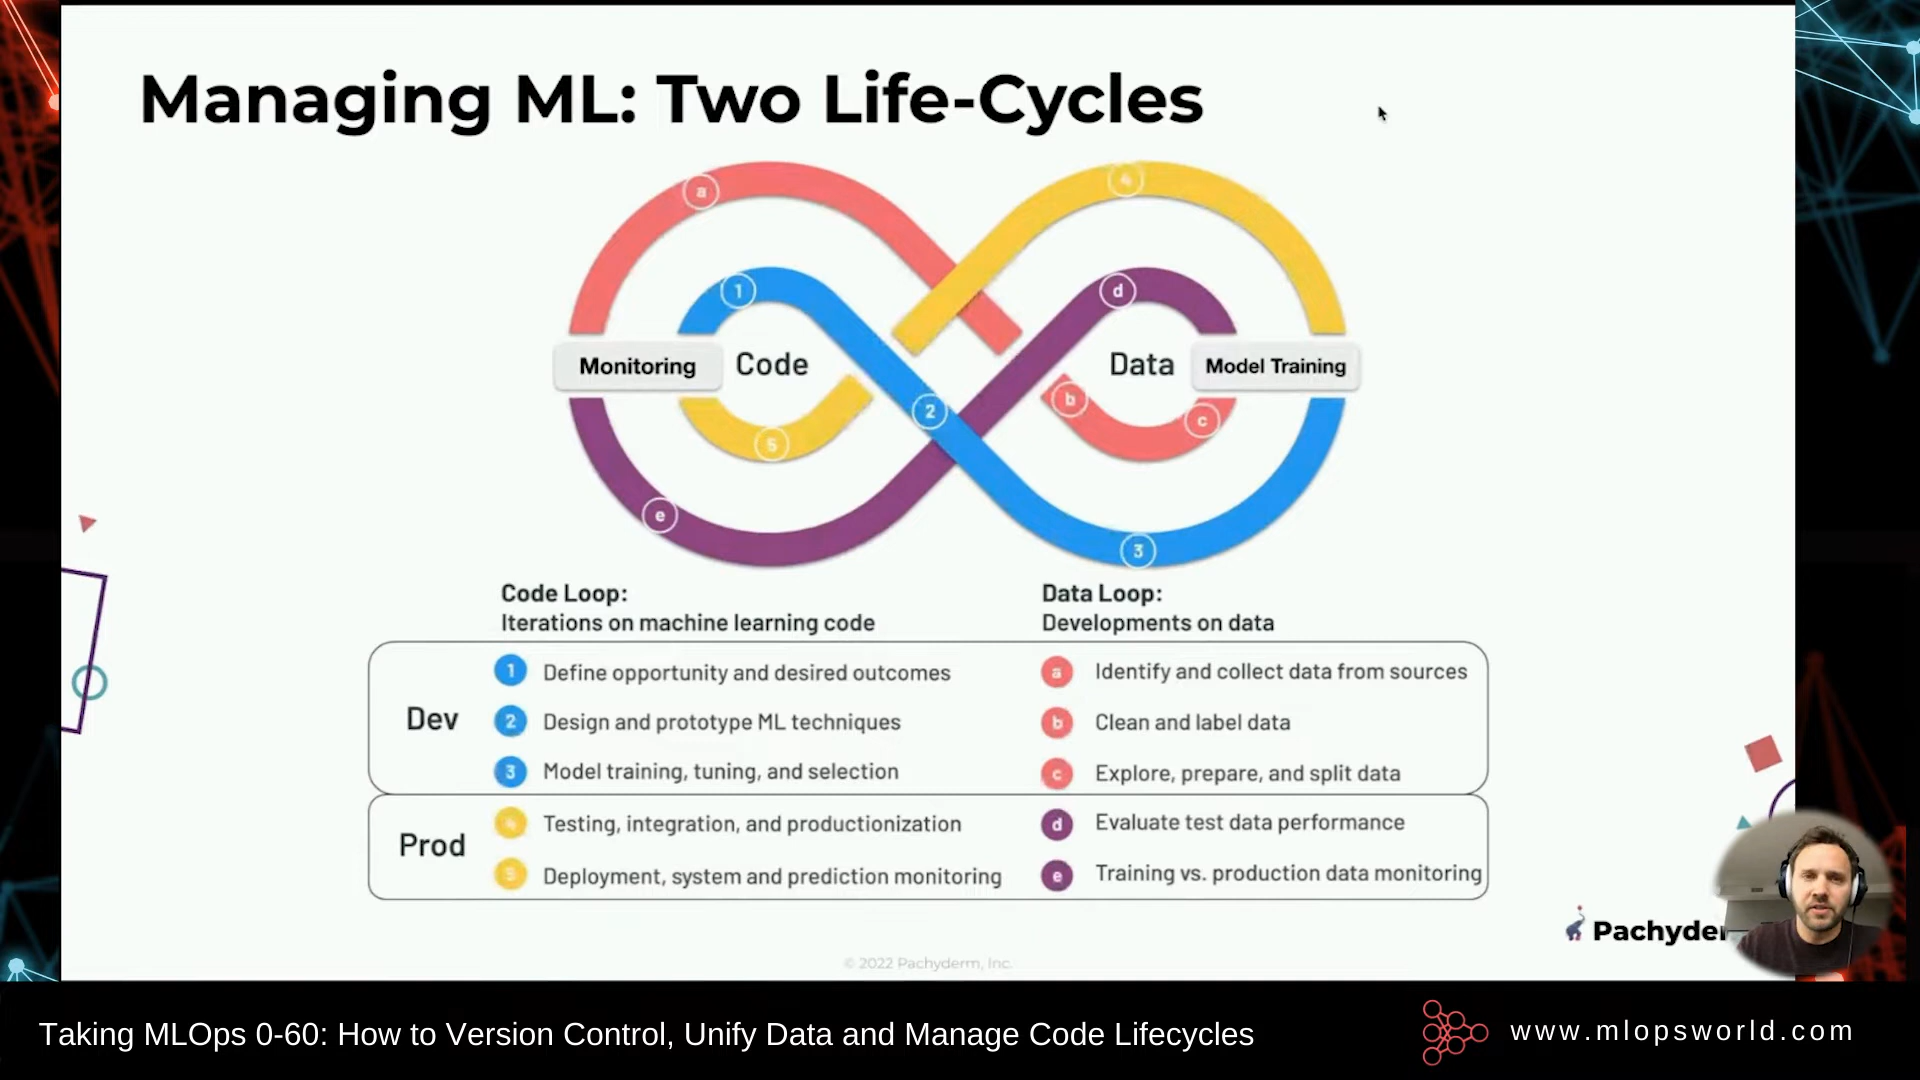 Managing ML: Two Life-Cycles
a
4
1
d
Monitoring
Code
Data
Model Training
b
2
c
5
e
3
Code Loop:
Iterations on machine learning code
Data Loop:
Developments on data
Dev
1 Define opportunity and desired outcomes
2 Design and prototype ML techniques
3 Model training, tuning, and selection
a Identify and collect data from sources
b Clean and label data
c Explore, prepare, and split data
Prod
4 Testing, integration, and productionization
5 Deployment, system and prediction monitoring
d Evaluate test data performance
e Training vs. production data monitoring
Pachyder
© 2022 Pachyderm, Inc.
Taking MLOps 0-60: How to Version Control, Unify Data and Manage Code Lifecycles
www.mlopsworld.com